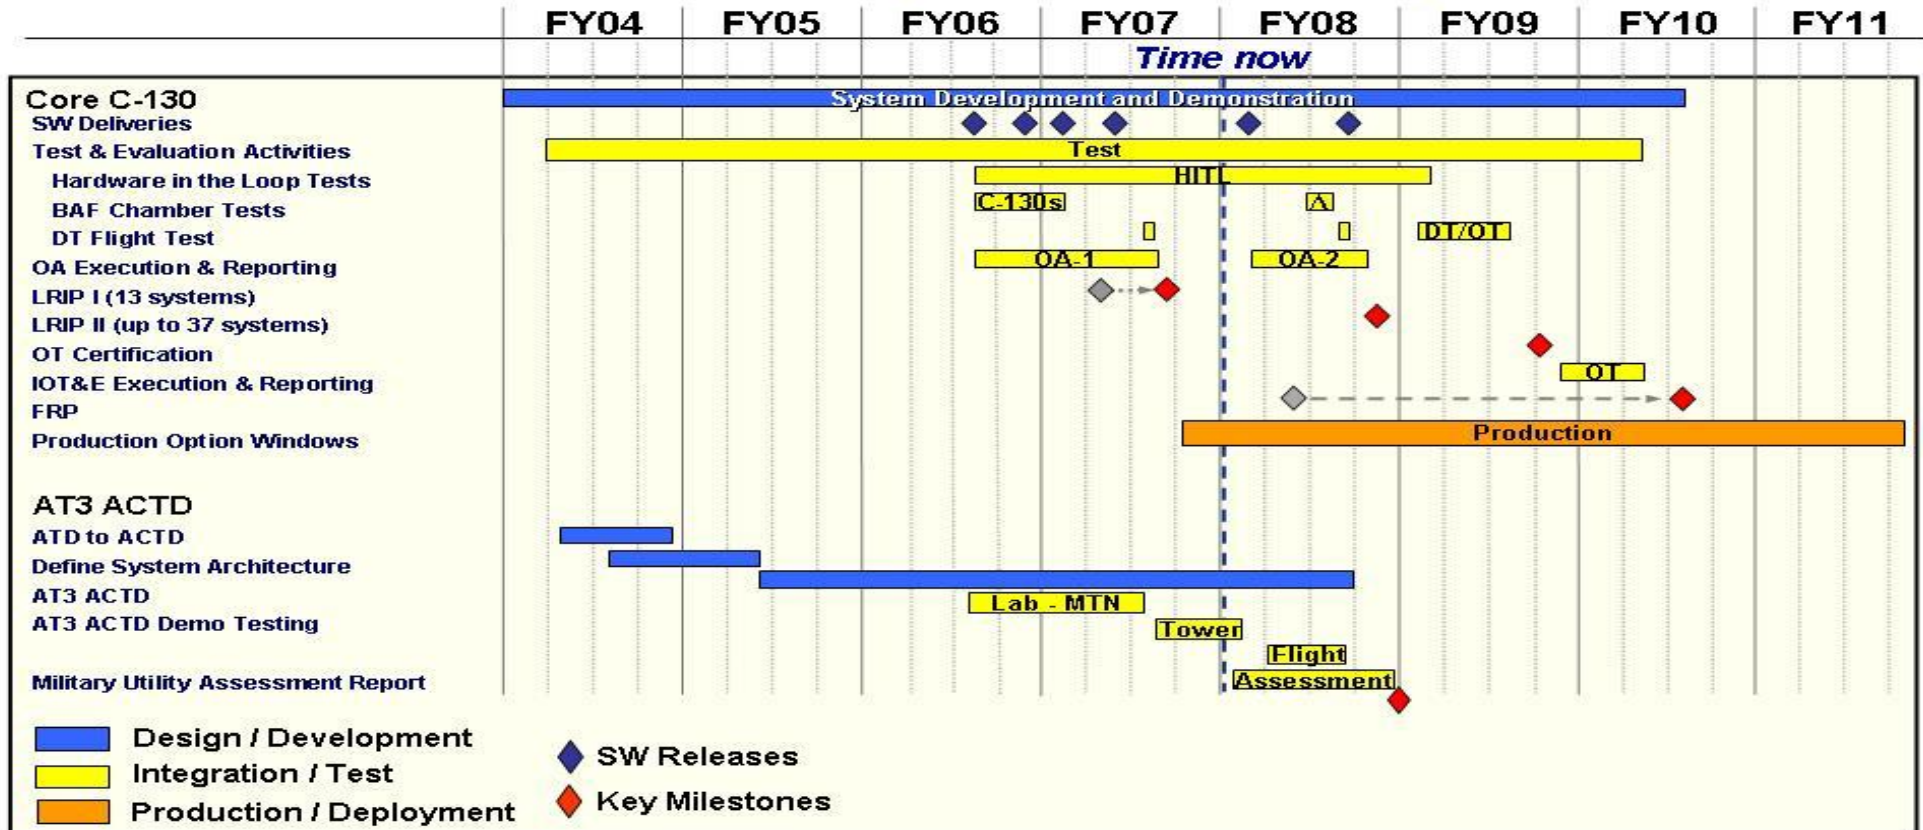 FY04 FY05 FY06 FY07 FY08 FY09 FY10 FY11
Time now
Core C-130
System Development and Demonstration
SW Deliveries
Test & Evaluation Activities
Test
Hardware in the Loop Tests
HITL
BAF Chamber Tests
C-130s
DT Flight Test
DT/OT
OA Execution & Reporting
OA-1 OA-2
LRIP I (13 systems)
LRIP II (up to 37 systems)
OT Certification
IOT&E Execution & Reporting
OT
FRP
Production Option Windows
Production
AT3 ACTD
ATD to ACTD
Define System Architecture
AT3 ACTD
Lab - MTN
AT3 ACTD Demo Testing
Tower
Flight
Military Utility Assessment Report
Assessment
Design / Development
Integration / Test
Production / Deployment
SW Releases
Key Milestones